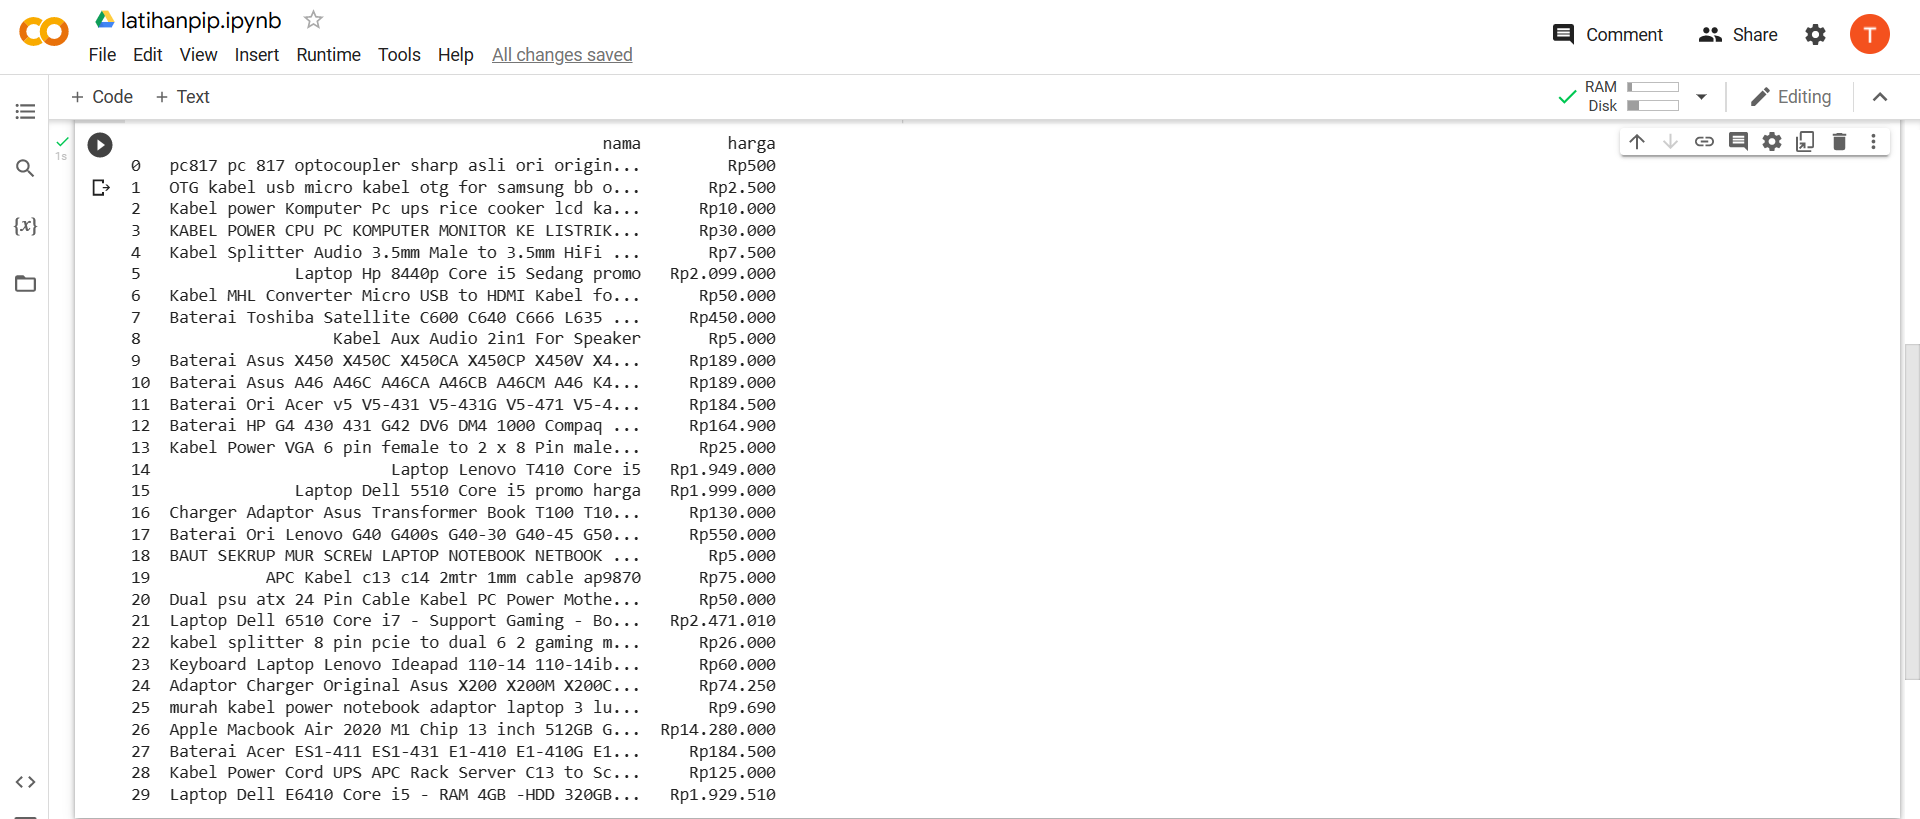 latihanpip.ipynb
File Edit View Insert Runtime Tools Help All changes saved
Comment Share T
+ Code + Text
RAM
Disk
Editing
1s
{x}
nama harga
0 pc817 pc 817 optocoupler sharp asli ori origin... Rp500
1 OTG kabel usb micro kabel otg for samsung bb o... Rp2.500
2 Kabel power Komputer Pc ups rice cooker lcd ka... Rp10.000
3 KABEL POWER CPU PC KOMPUTER MONITOR KE LISTRIK... Rp30.000
4 Kabel Splitter Audio 3.5mm Male to 3.5mm HiFi ... Rp7.500
5 Laptop Hp 8440p Core i5 Sedang promo Rp2.099.000
6 Kabel MHL Converter Micro USB to HDMI Kabel fo... Rp50.000
7 Baterai Toshiba Satellite C600 C640 C666 L635 ... Rp450.000
8 Kabel Aux Audio 2in1 For Speaker Rp5.000
9 Baterai Asus X450 X450C X450CA X450CP X450V X4... Rp189.000
10 Baterai Asus A46 A46C A46CA A46CB A46CM A46 K4... Rp189.000
11 Baterai Ori Acer v5 V5-431 V5-431G V5-471 V5-4... Rp184.500
12 Baterai HP G4 430 431 G42 DV6 DM4 1000 Compaq ... Rp164.900
13 Kabel Power VGA 6 pin female to 2 x 8 Pin male... Rp25.000
14 Laptop Lenovo T410 Core i5 Rp1.949.000
15 Laptop Dell 5510 Core i5 promo harga Rp1.999.000
16 Charger Adaptor Asus Transformer Book T100 T10... Rp130.000
17 Baterai Ori Lenovo G40 G400s G40-30 G40-45 G50... Rp550.000
18 BAUT SEKRUP MUR SCREW LAPTOP NOTEBOOK NETBOOK ... Rp5.000
19 APC Kabel c13 c14 2mtr 1mm cable ap9870 Rp75.000
20 Dual psu atx 24 Pin Cable Kabel PC Power Mothe... Rp50.000
21 Laptop Dell 6510 Core i7 - Support Gaming - Bo... Rp2.471.010
22 kabel splitter 8 pin pcie to dual 6 2 gaming m... Rp26.000
23 Keyboard Laptop Lenovo Ideapad 110-14 110-14ib... Rp60.000
24 Adaptor Charger Original Asus X200 X200M X200C... Rp74.250
25 murah kabel power notebook adaptor laptop 3 lu... Rp9.690
26 Apple Macbook Air 2020 M1 Chip 13 inch 512GB G... Rp14.280.000
27 Baterai Acer ES1-411 ES1-431 E1-410 E1-410G E1... Rp184.500
28 Kabel Power Cord UPS APC Rack Server C13 to Sc... Rp125.000
29 Laptop Dell E6410 Core i5 - RAM 4GB -HDD 320GB... Rp1.929.510